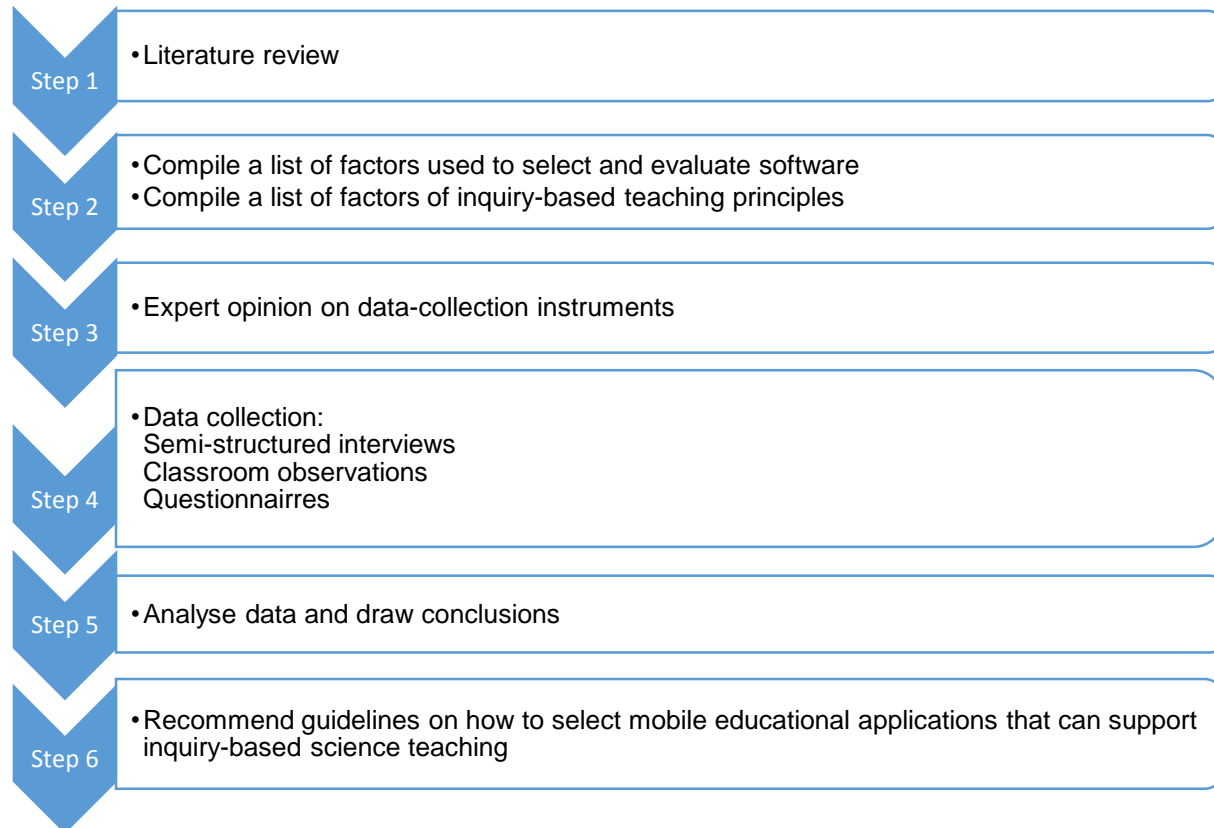 Step 1
•Literature review
Step 2
•Compile a list of factors used to select and evaluate software
•Compile a list of factors of inquiry-based teaching principles
Step 3
•Expert opinion on data-collection instruments
Step 4
•Data collection:
Semi-structured interviews
Classroom observations
Questionnairres
Step 5
•Analyse data and draw conclusions
Step 6
•Recommend guidelines on how to select mobile educational applications that can support
inquiry-based science teaching